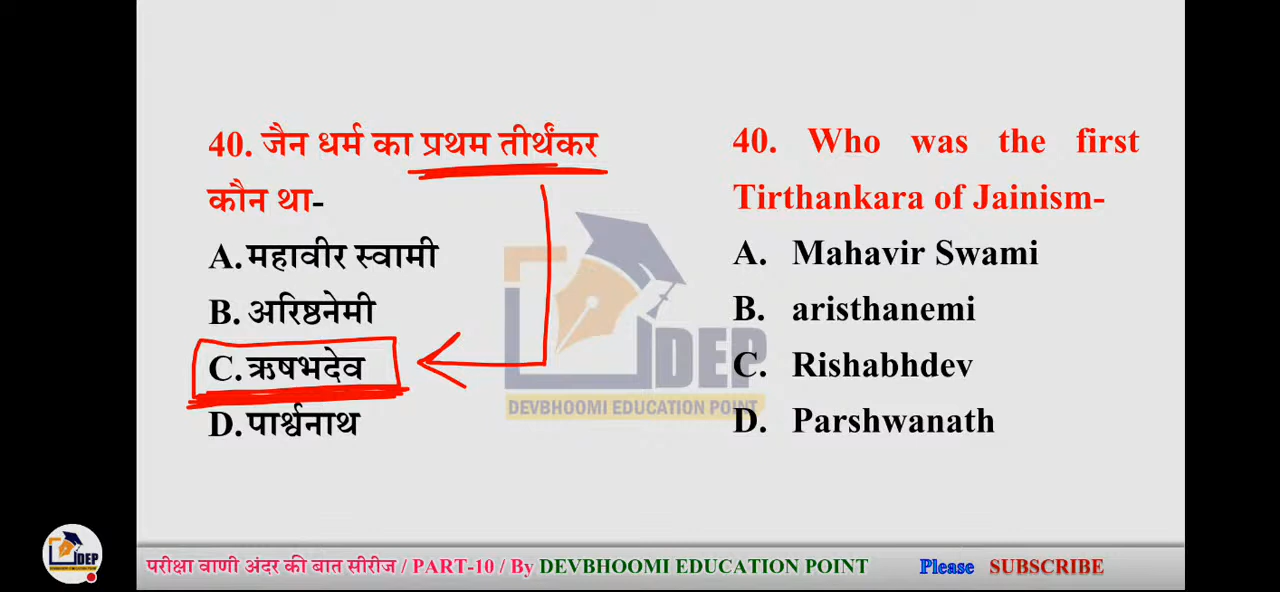 40. जैन धर्म का प्रथम तीर्थंकर
कौन था-
A. महावीर स्वामी
B. अरिष्ठनेमी
C. ऋषभदेव
D. पार्श्वनाथ
40. Who was the first
Tirthankara of Jainism-
A. Mahavir Swami
B. aristhanemi
C. Rishabhdev
D. Parshwanath
DEP
DEVBHOOMI EDUCATION POINT
DEP
परीक्षा वाणी अंदर की बात सीरीज / PART-10 / By DEVBHOOMI EDUCATION POINT Please SUBSCRIBE